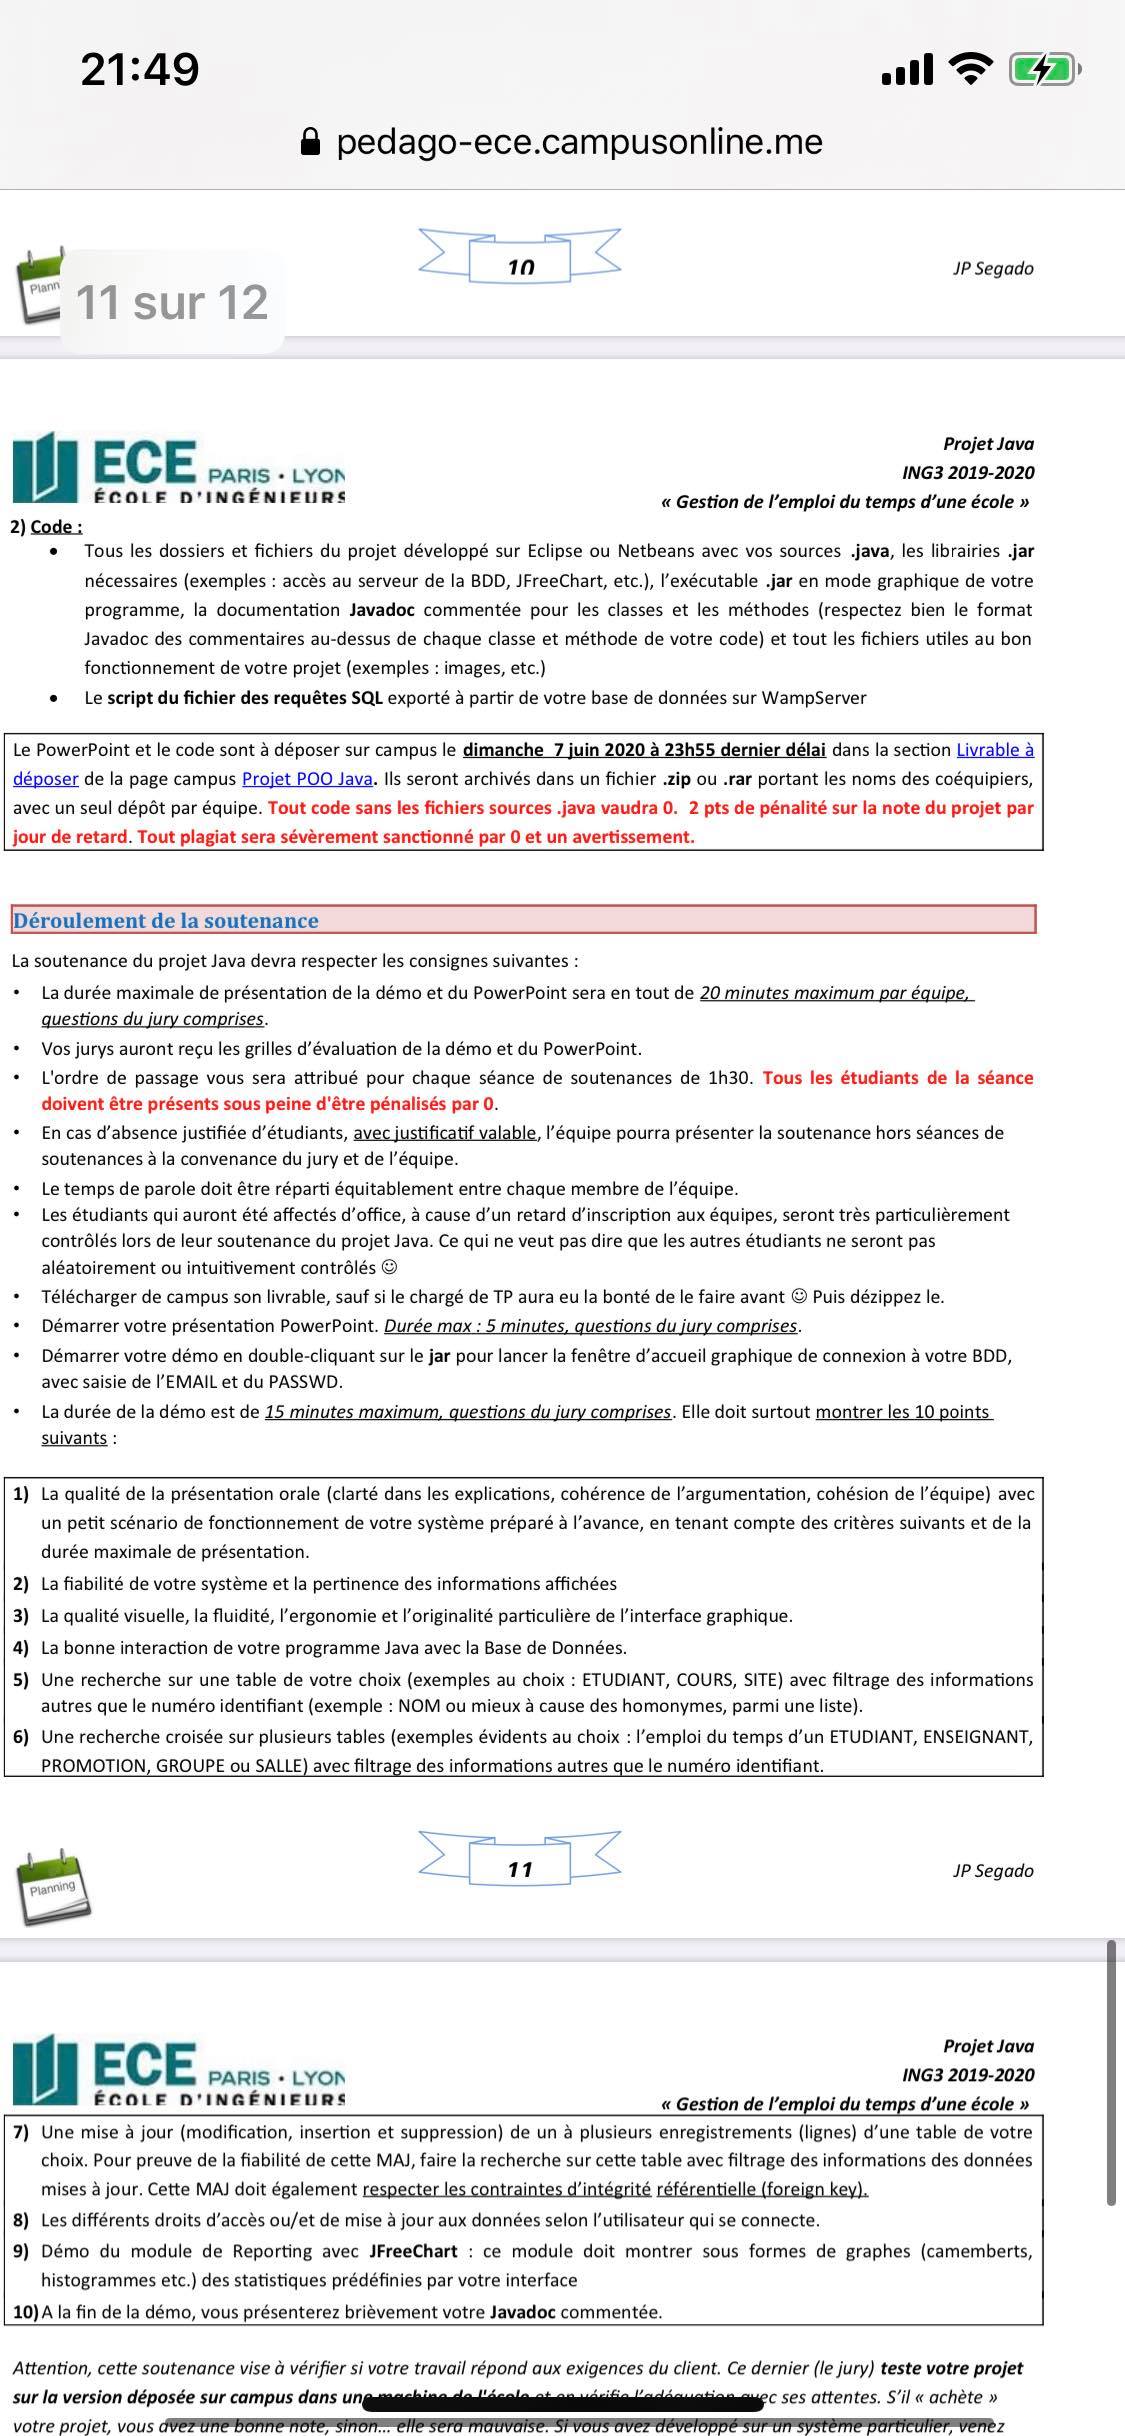 21:49
pedago-ece.campusonline.me
10
JP Segado
11 sur 12
ECE PARIS • LYON
ÉCOLE D'INGÉNIEURS
Projet Java
ING3 2019-2020
« Gestion de l’emploi du temps d’une école »
2) Code :
• Tous les dossiers et fichiers du projet développé sur Eclipse ou Netbeans avec vos sources .java, les librairies .jar
nécessaires (exemples : accès au serveur de la BDD, JFreeChart, etc.), l’exécutable .jar en mode graphique de votre
programme, la documentation Javadoc commentée pour les classes et les méthodes (respectez bien le format
Javadoc des commentaires au-dessus de chaque classe et méthode de votre code) et tout les fichiers utiles au bon
fonctionnement de votre projet (exemples : images, etc.)
• Le script du fichier des requêtes SQL exporté à partir de votre base de données sur WampServer
Le PowerPoint et le code sont à déposer sur campus le dimanche 7 juin 2020 à 23h55 dernier délai dans la section Livrable à
déposer de la page campus Projet POO Java. Ils seront archivés dans un fichier .zip ou .rar portant les noms des coéquipiers,
avec un seul dépôt par équipe. Tout code sans les fichiers sources .java vaudra 0. 2 pts de pénalité sur la note du projet par
jour de retard. Tout plagiat sera sévèrement sanctionné par 0 et un avertissement.
Déroulement de la soutenance
La soutenance du projet Java devra respecter les consignes suivantes :
• La durée maximale de présentation de la démo et du PowerPoint sera en tout de 20 minutes maximum par équipe,
questions du jury comprises.
• Vos jurys auront reçu les grilles d’évaluation de la démo et du PowerPoint.
• L'ordre de passage vous sera attribué pour chaque séance de soutenances de 1h30. Tous les étudiants de la séance
doivent être présents sous peine d'être pénalisés par 0.
• En cas d’absence justifiée d’étudiants, avec justificatif valable, l’équipe pourra présenter la soutenance hors séances de
soutenances à la convenance du jury et de l’équipe.
• Le temps de parole doit être réparti équitablement entre chaque membre de l’équipe.
• Les étudiants qui auront été affectés d’office, à cause d’un retard d’inscription aux équipes, seront très particulièrement
contrôlés lors de leur soutenance du projet Java. Ce qui ne veut pas dire que les autres étudiants ne seront pas
aléatoirement ou intuitivement contrôlés ☺
• Télécharger de campus son livrable, sauf si le chargé de TP aura eu la bonté de le faire avant ☺ Puis dézippez le.
• Démarrer votre présentation PowerPoint. Durée max : 5 minutes, questions du jury comprises.
• Démarrer votre démo en double-cliquant sur le jar pour lancer la fenêtre d’accueil graphique de connexion à votre BDD,
avec saisie de l’EMAIL et du PASSWD.
• La durée de la démo est de 15 minutes maximum, questions du jury comprises. Elle doit surtout montrer les 10 points
suivants :
1) La qualité de la présentation orale (clarté dans les explications, cohérence de l’argumentation, cohésion de l’équipe) avec
un petit scénario de fonctionnement de votre système préparé à l’avance, en tenant compte des critères suivants et de la
durée maximale de présentation.
2) La fiabilité de votre système et la pertinence des informations affichées
3) La qualité visuelle, la fluidité, l’ergonomie et l’originalité particulière de l’interface graphique.
4) La bonne interaction de votre programme Java avec la Base de Données.
5) Une recherche sur une table de votre choix (exemples au choix : ETUDIANT, COURS, SITE) avec filtrage des informations
autres que le numéro identifiant (exemple : NOM ou mieux à cause des homonymes, parmi une liste).
6) Une recherche croisée sur plusieurs tables (exemples évidents au choix : l’emploi du temps d’un ETUDIANT, ENSEIGNANT,
PROMOTION, GROUPE ou SALLE) avec filtrage des informations autres que le numéro identifiant.
Planning
11
JP Segado
ECE PARIS • LYON
ÉCOLE D'INGÉNIEURS
Projet Java
ING3 2019-2020
« Gestion de l’emploi du temps d’une école »
7) Une mise à jour (modification, insertion et suppression) de un à plusieurs enregistrements (lignes) d’une table de votre
choix. Pour preuve de la fiabilité de cette MAJ, faire la recherche sur cette table avec filtrage des informations des données
mises à jour. Cette MAJ doit également respecter les contraintes d’intégrité référentielle (foreign key).
8) Les différents droits d’accès ou/et de mise à jour aux données selon l’utilisateur qui se connecte.
9) Démo du module de Reporting avec JFreeChart : ce module doit montrer sous formes de graphes (camemberts,
histogrammes etc.) des statistiques prédéfinies par votre interface
10) A la fin de la démo, vous présenterez brièvement votre Javadoc commentée.
Attention, cette soutenance vise à vérifier si votre travail répond aux exigences du client. Ce dernier (le jury) teste votre projet
sur la version déposée sur campus dans une machine de l'école et en vérifie l’adéquation avec ses attentes. S’il « achète »
votre projet, vous avez une bonne note, sinon... elle sera mauvaise. Si vous avez développé sur un système particulier, venez